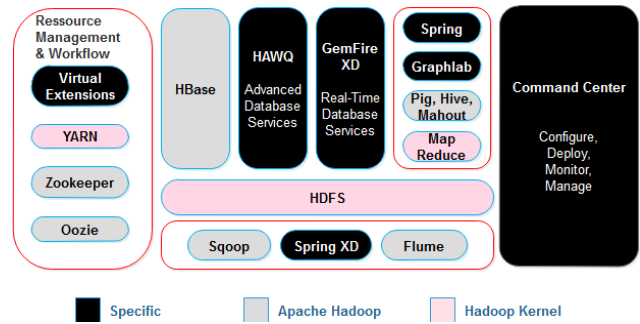 Ressource
Management
& Workflow
Virtual
Extensions
YARN
Zookeeper
Oozie
HBase
HAWQ
Advanced
Database
Services
GemFire
XD
Real-Time
Database
Services
Spring
Graphlab
Pig, Hive,
Mahout
Map
Reduce
HDFS
Sqoop
Spring XD
Flume
Command Center
Configure,
Deploy,
Monitor,
Manage
Specific
Apache Hadoop
Hadoop Kernel